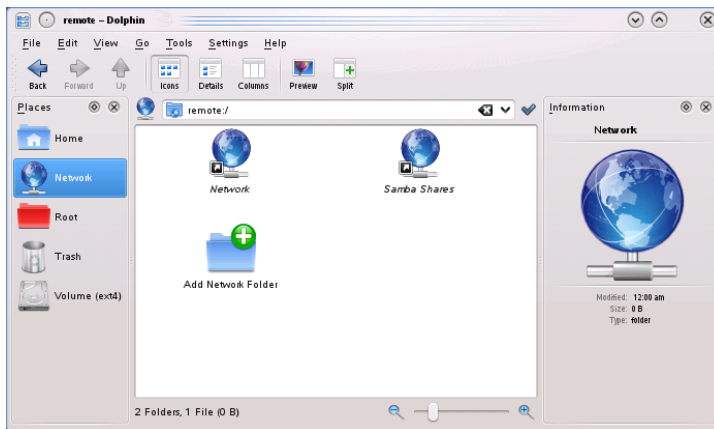 remote – Dolphin
File Edit View Go Tools Settings Help
Back Forward Up Icons Details Columns Preview Split
Places
Home
Network
Root
Trash
Volume (ext4)
remote:/
Network
Samba Shares
Add Network Folder
2 Folders, 1 File (0 B)
Information
Network
Modified: 12:00 am
Size: 0 B
Type: folder